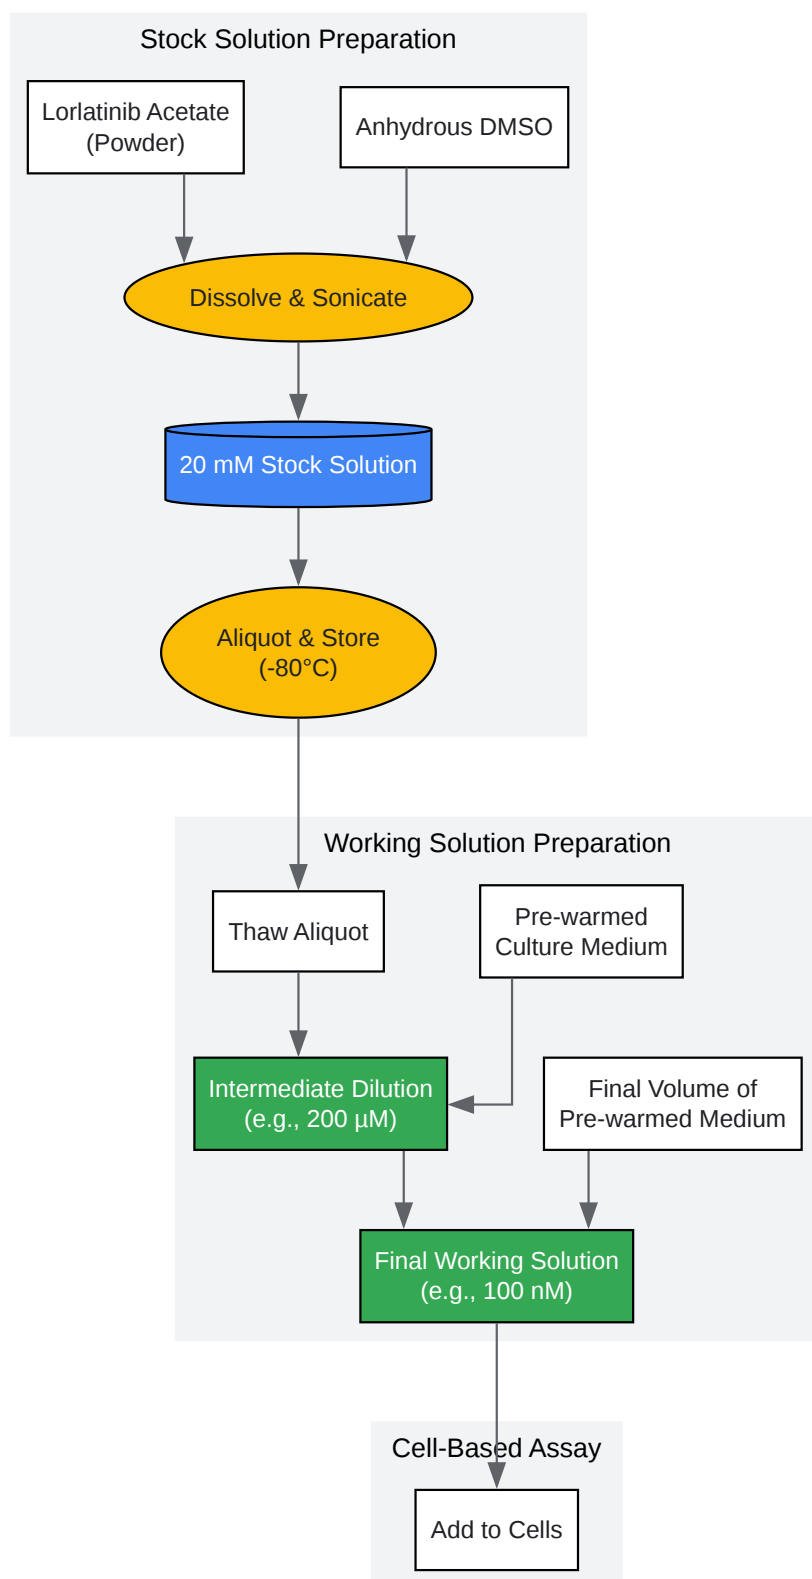 Stock Solution Preparation
Lorlatinib Acetate
(Powder)
Anhydrous DMSO
Dissolve & Sonicate
20 mM Stock Solution
Aliquot & Store
(-80°C)
Working Solution Preparation
Thaw Aliquot
Pre-warmed
Culture Medium
Intermediate Dilution
(e.g., 200 µM)
Final Volume of
Pre-warmed Medium
Final Working Solution
(e.g., 100 nM)
Cell-Based Assay
Add to Cells